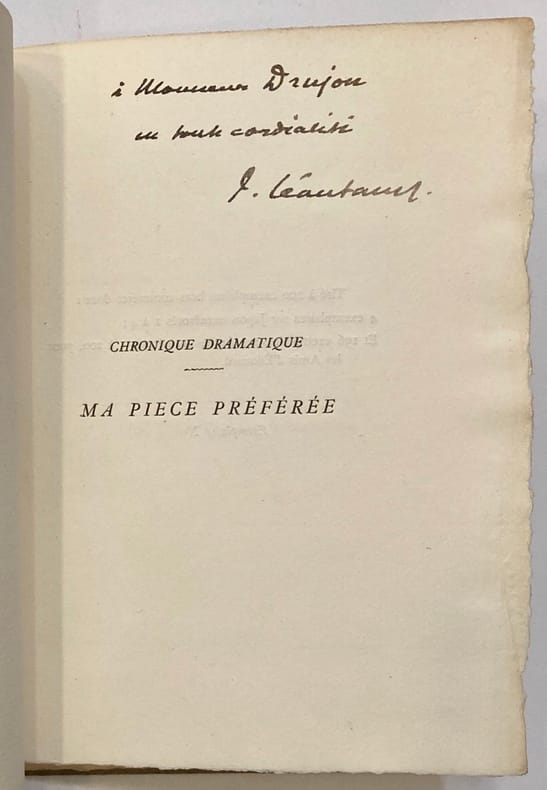 à Monsieur Drujon
en toute cordialité
P. Léautaud.
CHRONIQUE DRAMATIQUE
MA PIECE PRÉFÉRÉE